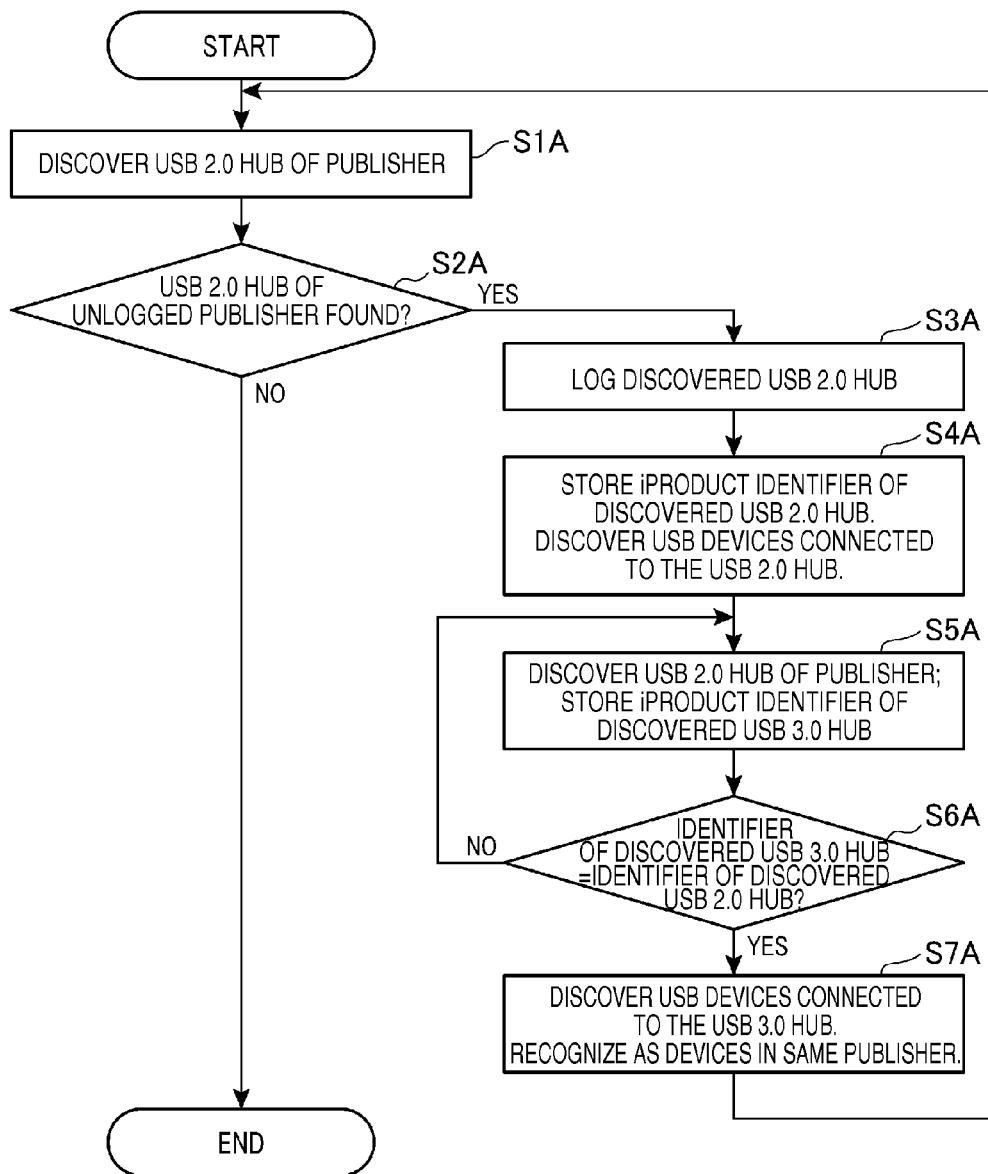 START
DISCOVER USB 2.0 HUB OF PUBLISHER
S1A
USB 2.0 HUB OF
UNLOGGED PUBLISHER FOUND?
S2A
YES
NO
S3A
LOG DISCOVERED USB 2.0 HUB
S4A
STORE iPRODUCT IDENTIFIER OF
DISCOVERED USB 2.0 HUB.
DISCOVER USB DEVICES CONNECTED
TO THE USB 2.0 HUB.
S5A
DISCOVER USB 2.0 HUB OF PUBLISHER;
STORE iPRODUCT IDENTIFIER OF
DISCOVERED USB 3.0 HUB
S6A
IDENTIFIER
OF DISCOVERED USB 3.0 HUB
=IDENTIFIER OF DISCOVERED
USB 2.0 HUB?
NO
YES
S7A
DISCOVER USB DEVICES CONNECTED
TO THE USB 3.0 HUB.
RECOGNIZE AS DEVICES IN SAME PUBLISHER.
END